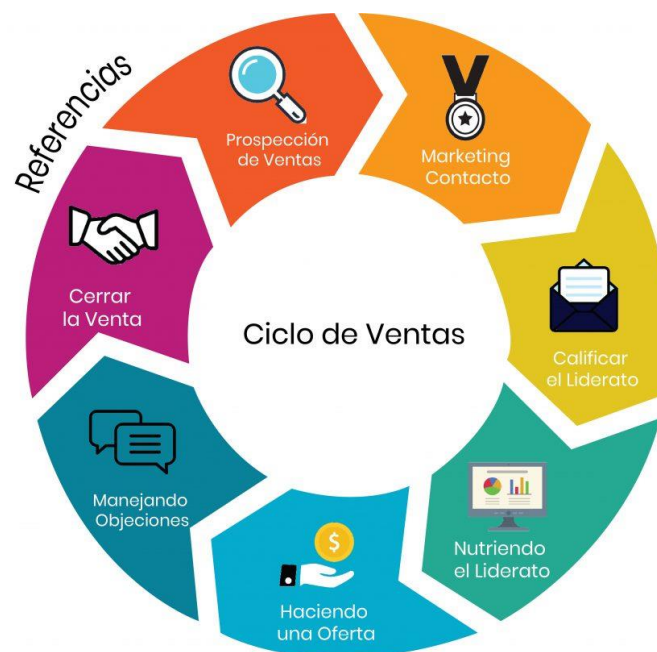 Referencias
Prospección
de Ventas
Marketing
Contacto
Calificar
el Liderato
Nutriendo
el Liderato
Haciendo
una Oferta
Manejando
Objeciones
Cerrar
la Venta
Ciclo de Ventas